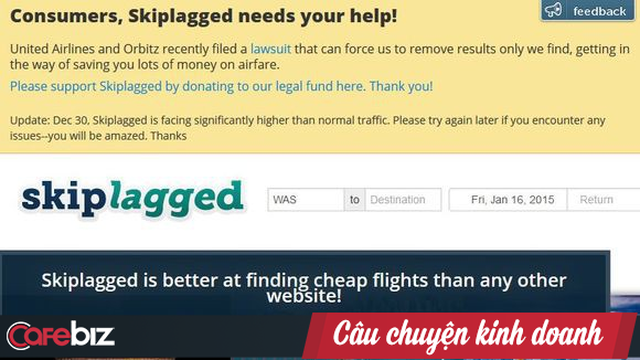 Consumers, Skiplagged needs your help!
feedback
United Airlines and Orbitz recently filed a lawsuit that can force us to remove results only we find, getting in
the way of saving you lots of money on airfare.
Please support Skiplagged by donating to our legal fund here. Thank you!
Update: Dec 30, Skiplagged is facing significantly higher than normal traffic. Please try again later if you encounter any
issues--you will be amazed. Thanks
skiplagged
WAS to Destination Fri, Jan 16, 2015 Return
Skiplagged is better at finding cheap flights than any other
website!
CafeBiz
Câu chuyện kinh doanh